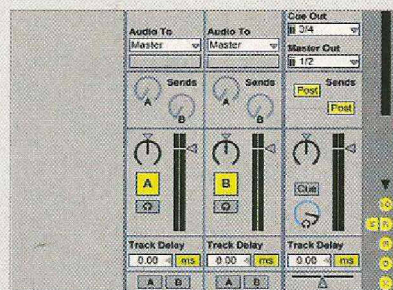 Cue Out
Audio To Audio To 3/4
Master Master Master Out
1/2
Sends Sends Sends
A B A B Post Post
A B Cue
Track Delay Track Delay Track Delay
0.00 ms 0.00 ms 0.00 ms
A B A B